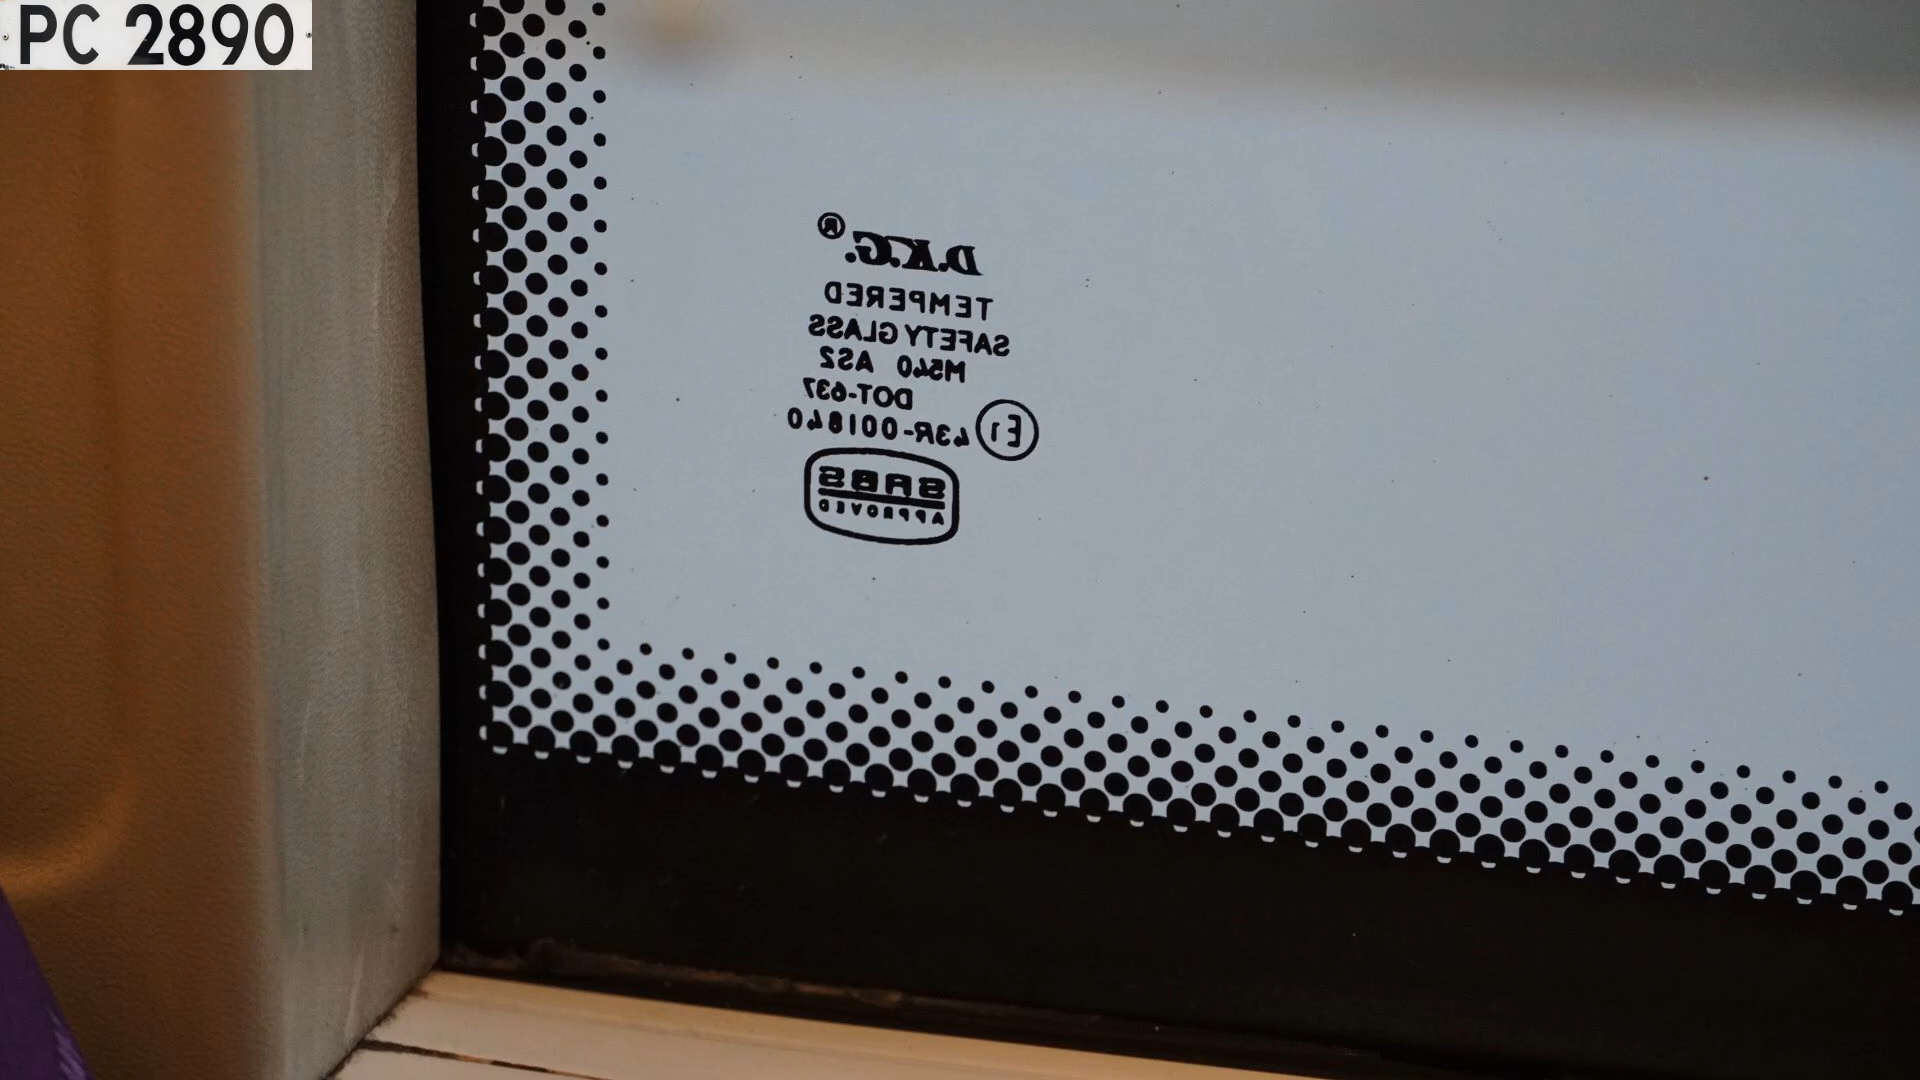 PC 2890
D.K.G.®
TEMPERED
SAFETY GLASS
M540 AS2
DOT-637
E1 43R-001840
SABS
APPROVED